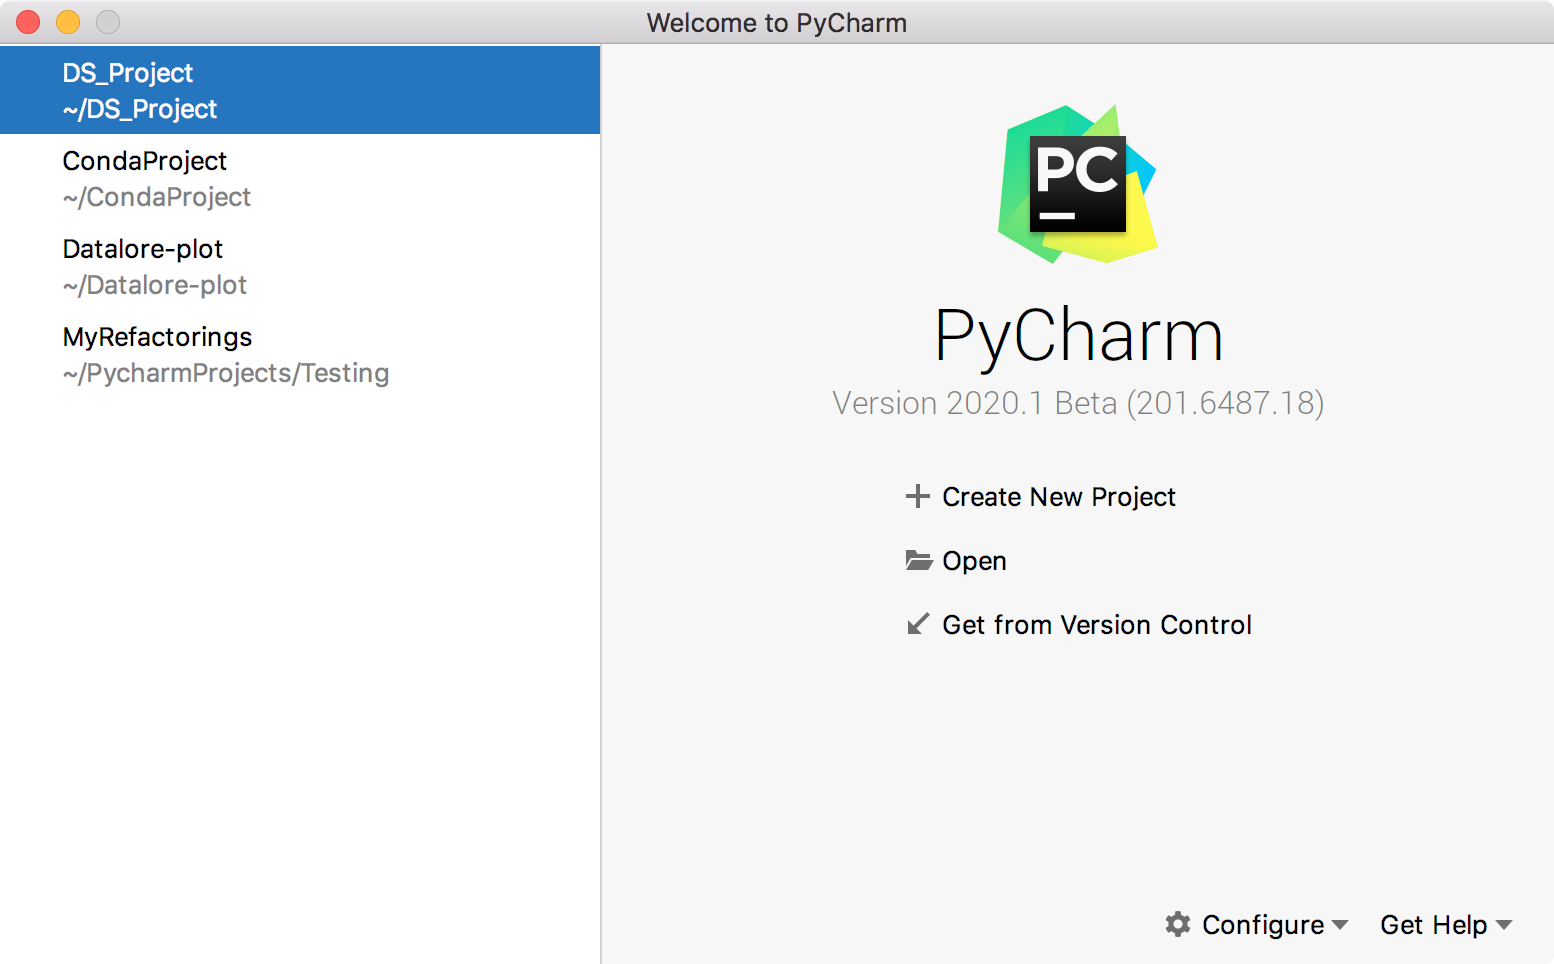 Welcome to PyCharm
DS_Project
~/DS_Project
CondaProject
~/CondaProject
Datalore-plot
~/Datalore-plot
MyRefactorings
~/PycharmProjects/Testing
PC
PyCharm
Version 2020.1 Beta (201.6487.18)
Create New Project
Open
Get from Version Control
Configure
Get Help